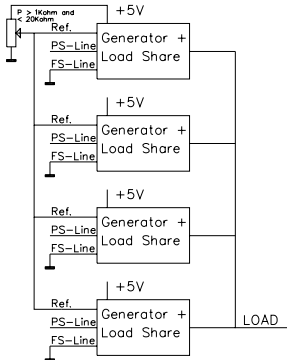 P > 1Kohm and
< 20Kohm
+5V
Ref.
PS-Line
FS-Line
Generator +
Load Share
+5V
Ref.
PS-Line
FS-Line
Generator +
Load Share
+5V
Ref.
PS-Line
FS-Line
Generator +
Load Share
+5V
Ref.
PS-Line
FS-Line
Generator +
Load Share
LOAD